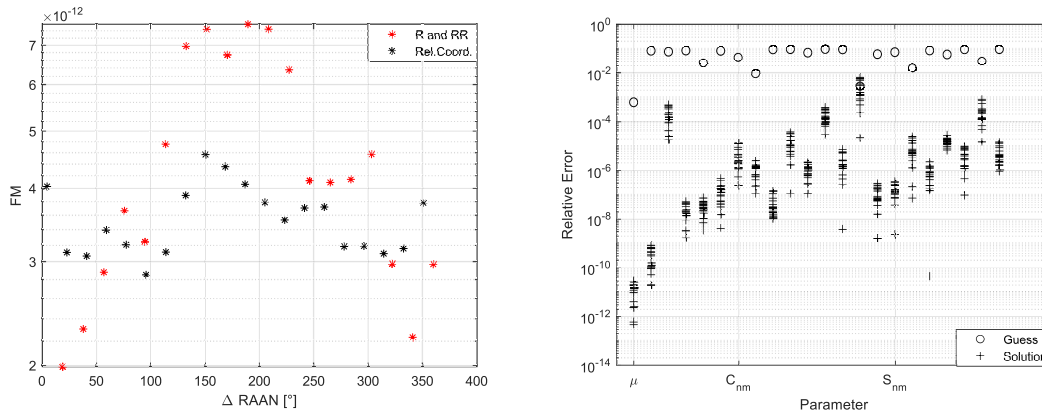 ×10⁻¹²
7
6
5
4
3
2
FM
0 50 100 150 200 250 300 350 400
Δ RAAN [°]
R and RR
Rel.Coord.
10⁰
10⁻²
10⁻⁴
10⁻⁶
10⁻⁸
10⁻¹⁰
10⁻¹²
10⁻¹⁴
Relative Error
μ C_nm S_nm
Parameter
Guess
Solution